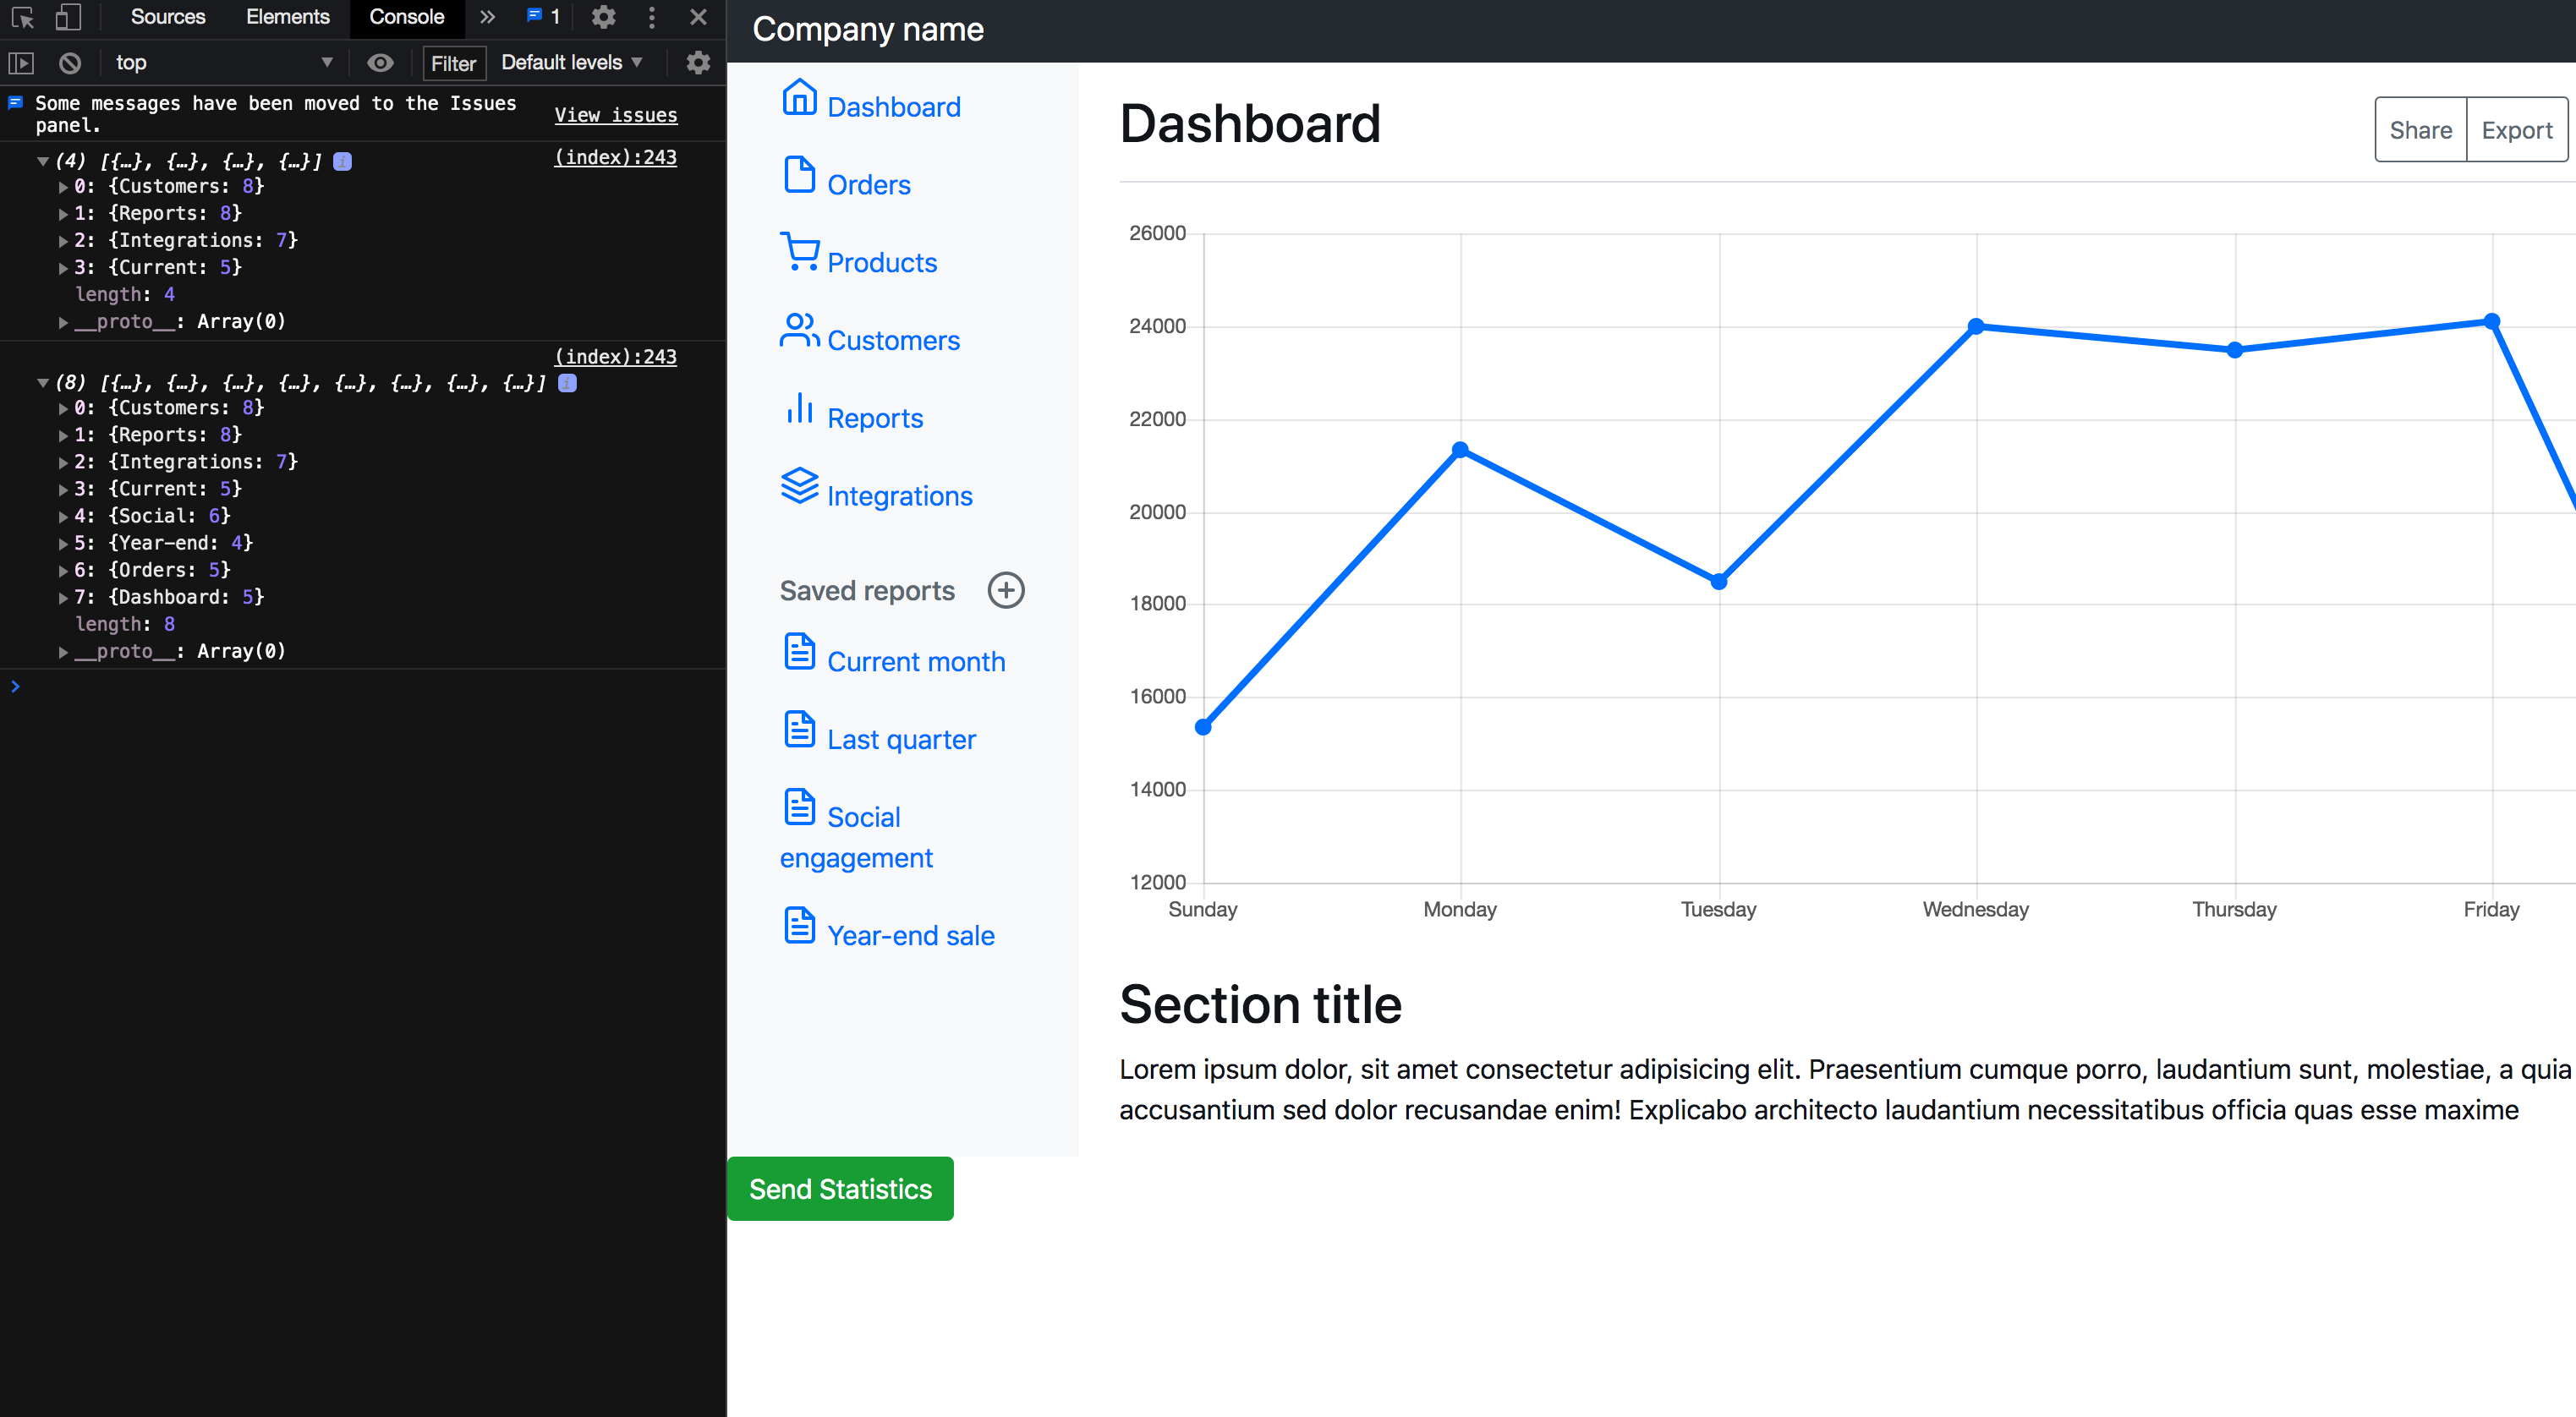 Sources Elements Console 1
top Filter Default levels
Some messages have been moved to the Issues panel. View issues
(index):243
(4) [{…}, {…}, {…}, {…}] i
0: {Customers: 8}
1: {Reports: 8}
2: {Integrations: 7}
3: {Current: 5}
length: 4
__proto__: Array(0)
(index):243
(8) [{…}, {…}, {…}, {…}, {…}, {…}, {…}, {…}] i
0: {Customers: 8}
1: {Reports: 8}
2: {Integrations: 7}
3: {Current: 5}
4: {Social: 6}
5: {Year-end: 4}
6: {Orders: 5}
7: {Dashboard: 5}
length: 8
__proto__: Array(0)
Company name
Dashboard
Orders
Products
Customers
Reports
Integrations
Saved reports
Current month
Last quarter
Social
engagement
Year-end sale
Send Statistics
Dashboard
Share Export
26000
24000
22000
20000
18000
16000
14000
12000
Sunday Monday Tuesday Wednesday Thursday Friday
Section title
Lorem ipsum dolor, sit amet consectetur adipisicing elit. Praesentium cumque porro, laudantium sunt, molestiae, a quia
accusantium sed dolor recusandae enim! Explicabo architecto laudantium necessitatibus officia quas esse maxime